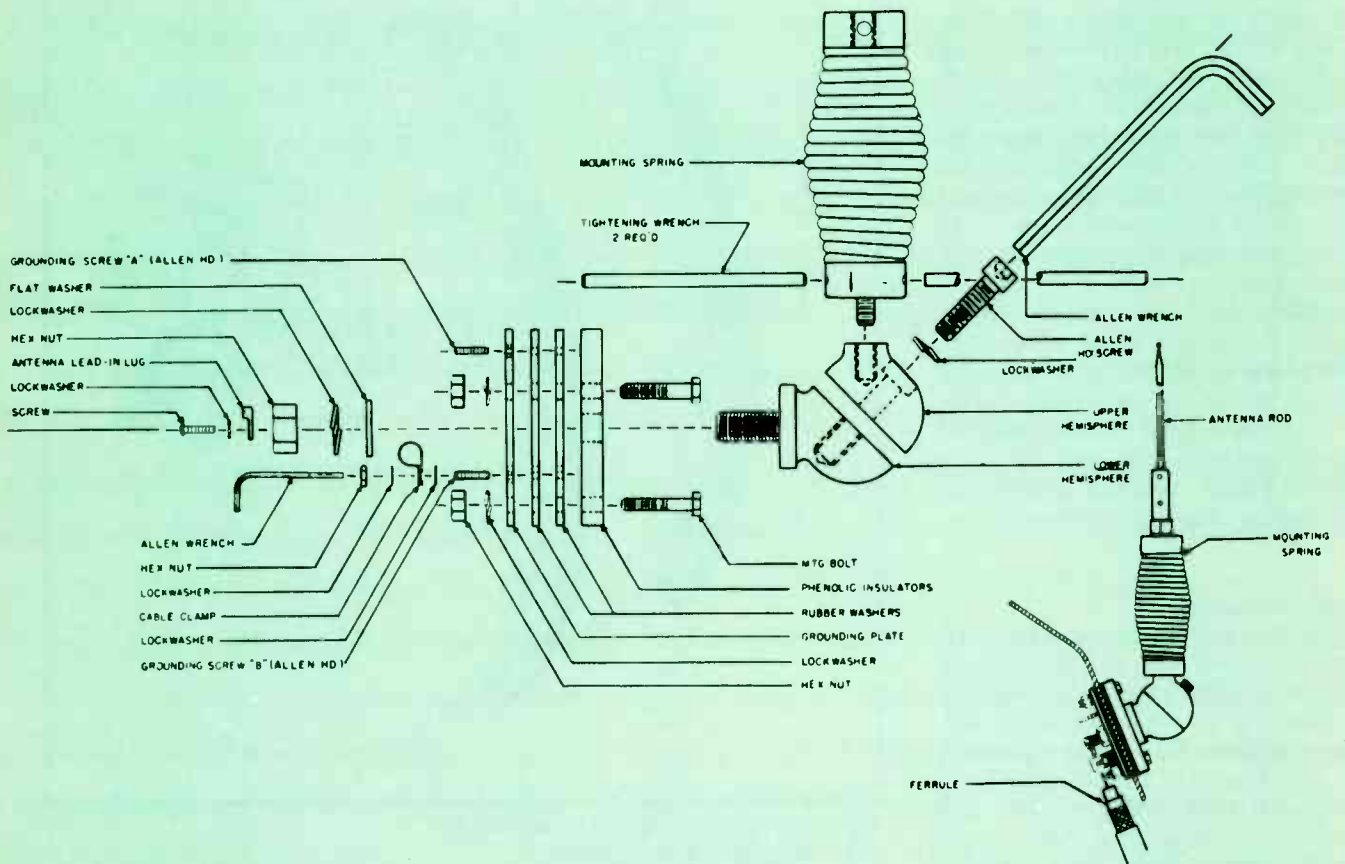 MOUNTING SPRING
TIGHTENING WRENCH
2 REQ'D
GROUNDING SCREW "A" (ALLEN HD.)
FLAT WASHER
LOCKWASHER
HEX NUT
ANTENNA LEAD-IN LUG
LOCKWASHER
SCREW
ALLEN WRENCH
HEX NUT
LOCKWASHER
CABLE CLAMP
LOCKWASHER
GROUNDING SCREW "B" (ALLEN HD.)
ALLEN WRENCH
ALLEN
HD. SCREW
LOCKWASHER
UPPER
HEMISPHERE
LOWER
HEMISPHERE
MTG BOLT
PHENOLIC INSULATORS
RUBBER WASHERS
GROUNDING PLATE
LOCKWASHER
HEX NUT
ANTENNA ROD
MOUNTING
SPRING
FERRULE